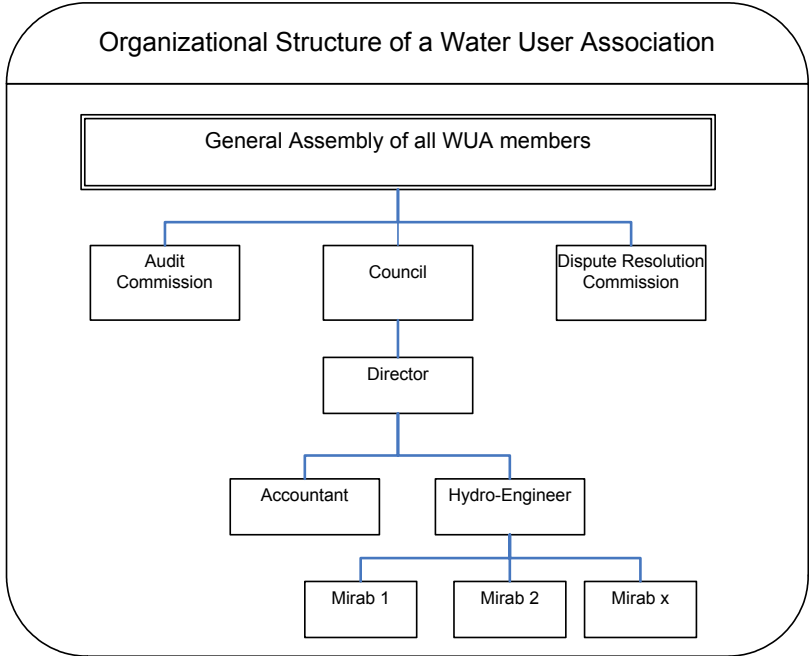 Organizational Structure of a Water User Association
General Assembly of all WUA members
Audit
Commission
Council
Dispute Resolution
Commission
Director
Accountant
Hydro-Engineer
Mirab 1
Mirab 2
Mirab x